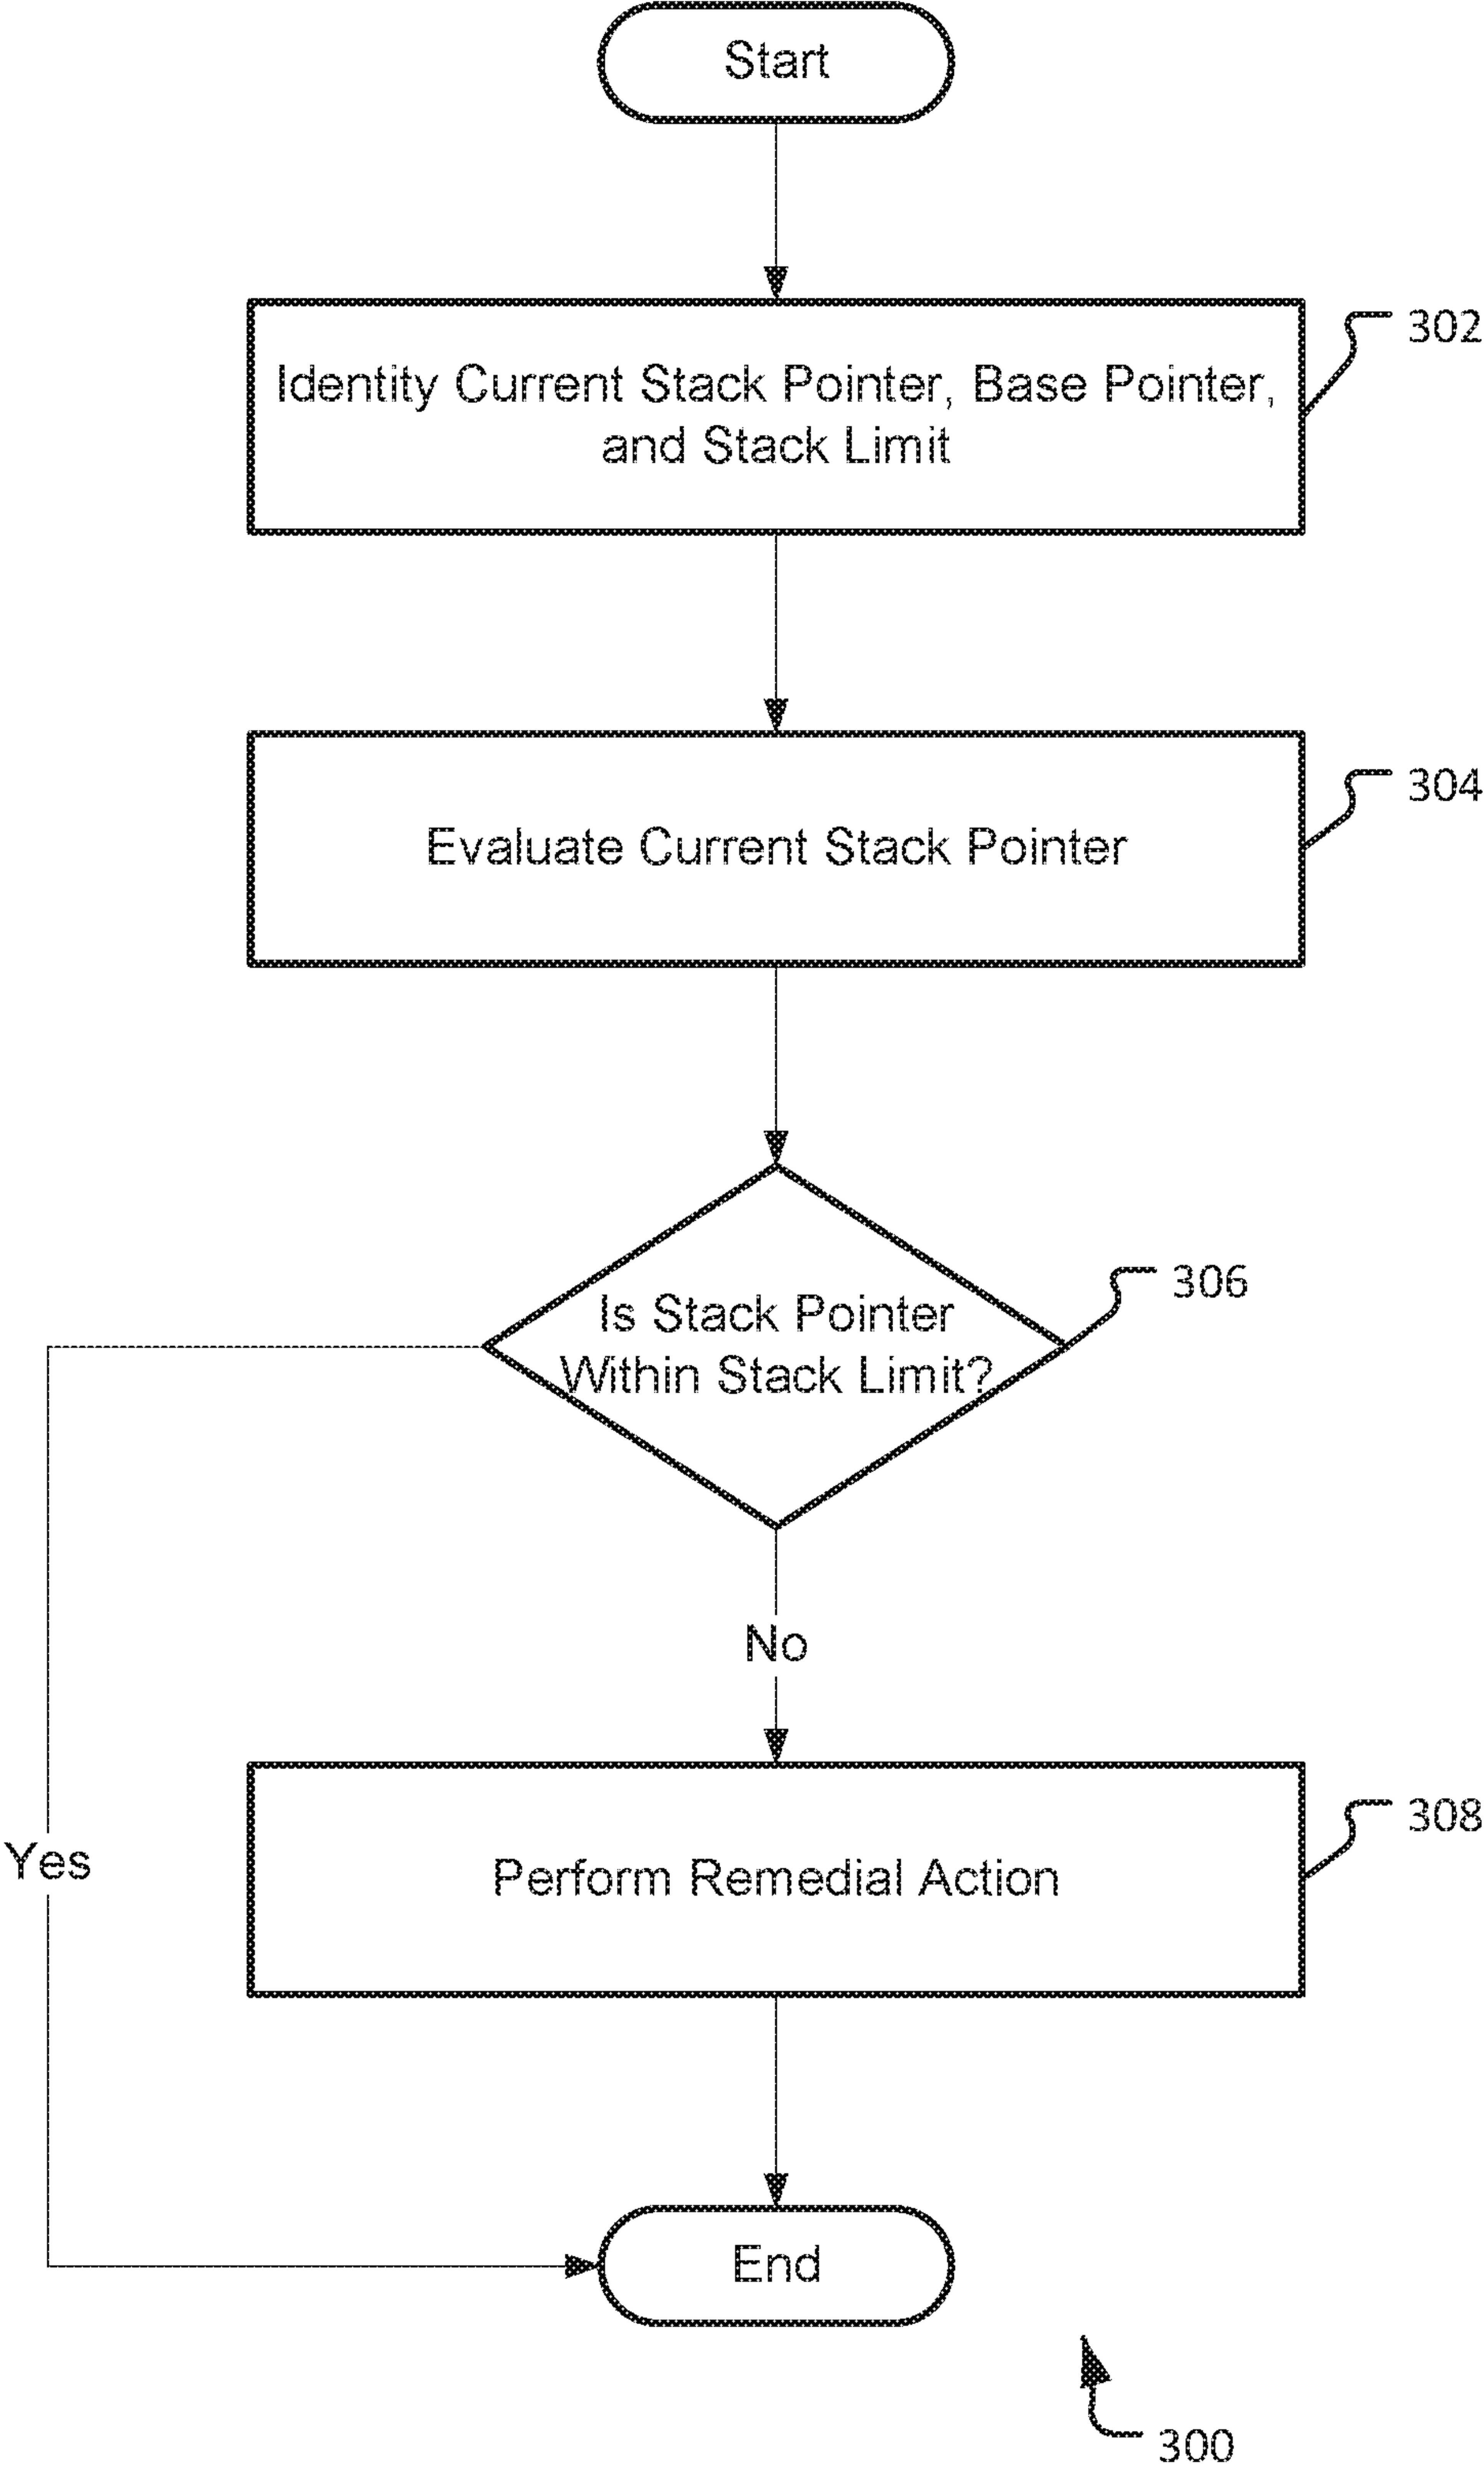 Start
302
Identity Current Stack Pointer, Base Pointer,
and Stack Limit
304
Evaluate Current Stack Pointer
306
Is Stack Pointer
Within Stack Limit?
No
308
Yes
Perform Remedial Action
End
300